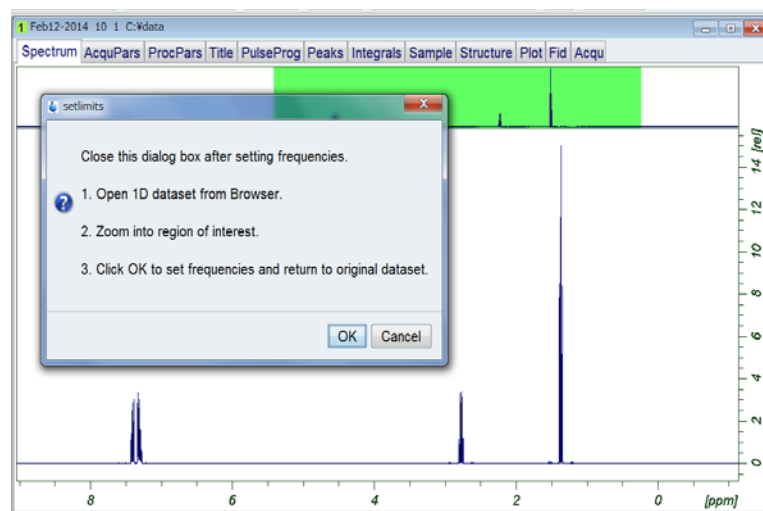 1 Feb12-2014 10 1 C:¥data
Spectrum AcquPars ProcPars Title PulseProg Peaks Integrals Sample Structure Plot Fid Acqu
setlimits
Close this dialog box after setting frequencies.
1. Open 1D dataset from Browser.
2. Zoom into region of interest.
3. Click OK to set frequencies and return to original dataset.
OK Cancel
[rel]
14
12
10
8
6
4
2
0
8 6 4 2 0 [ppm]